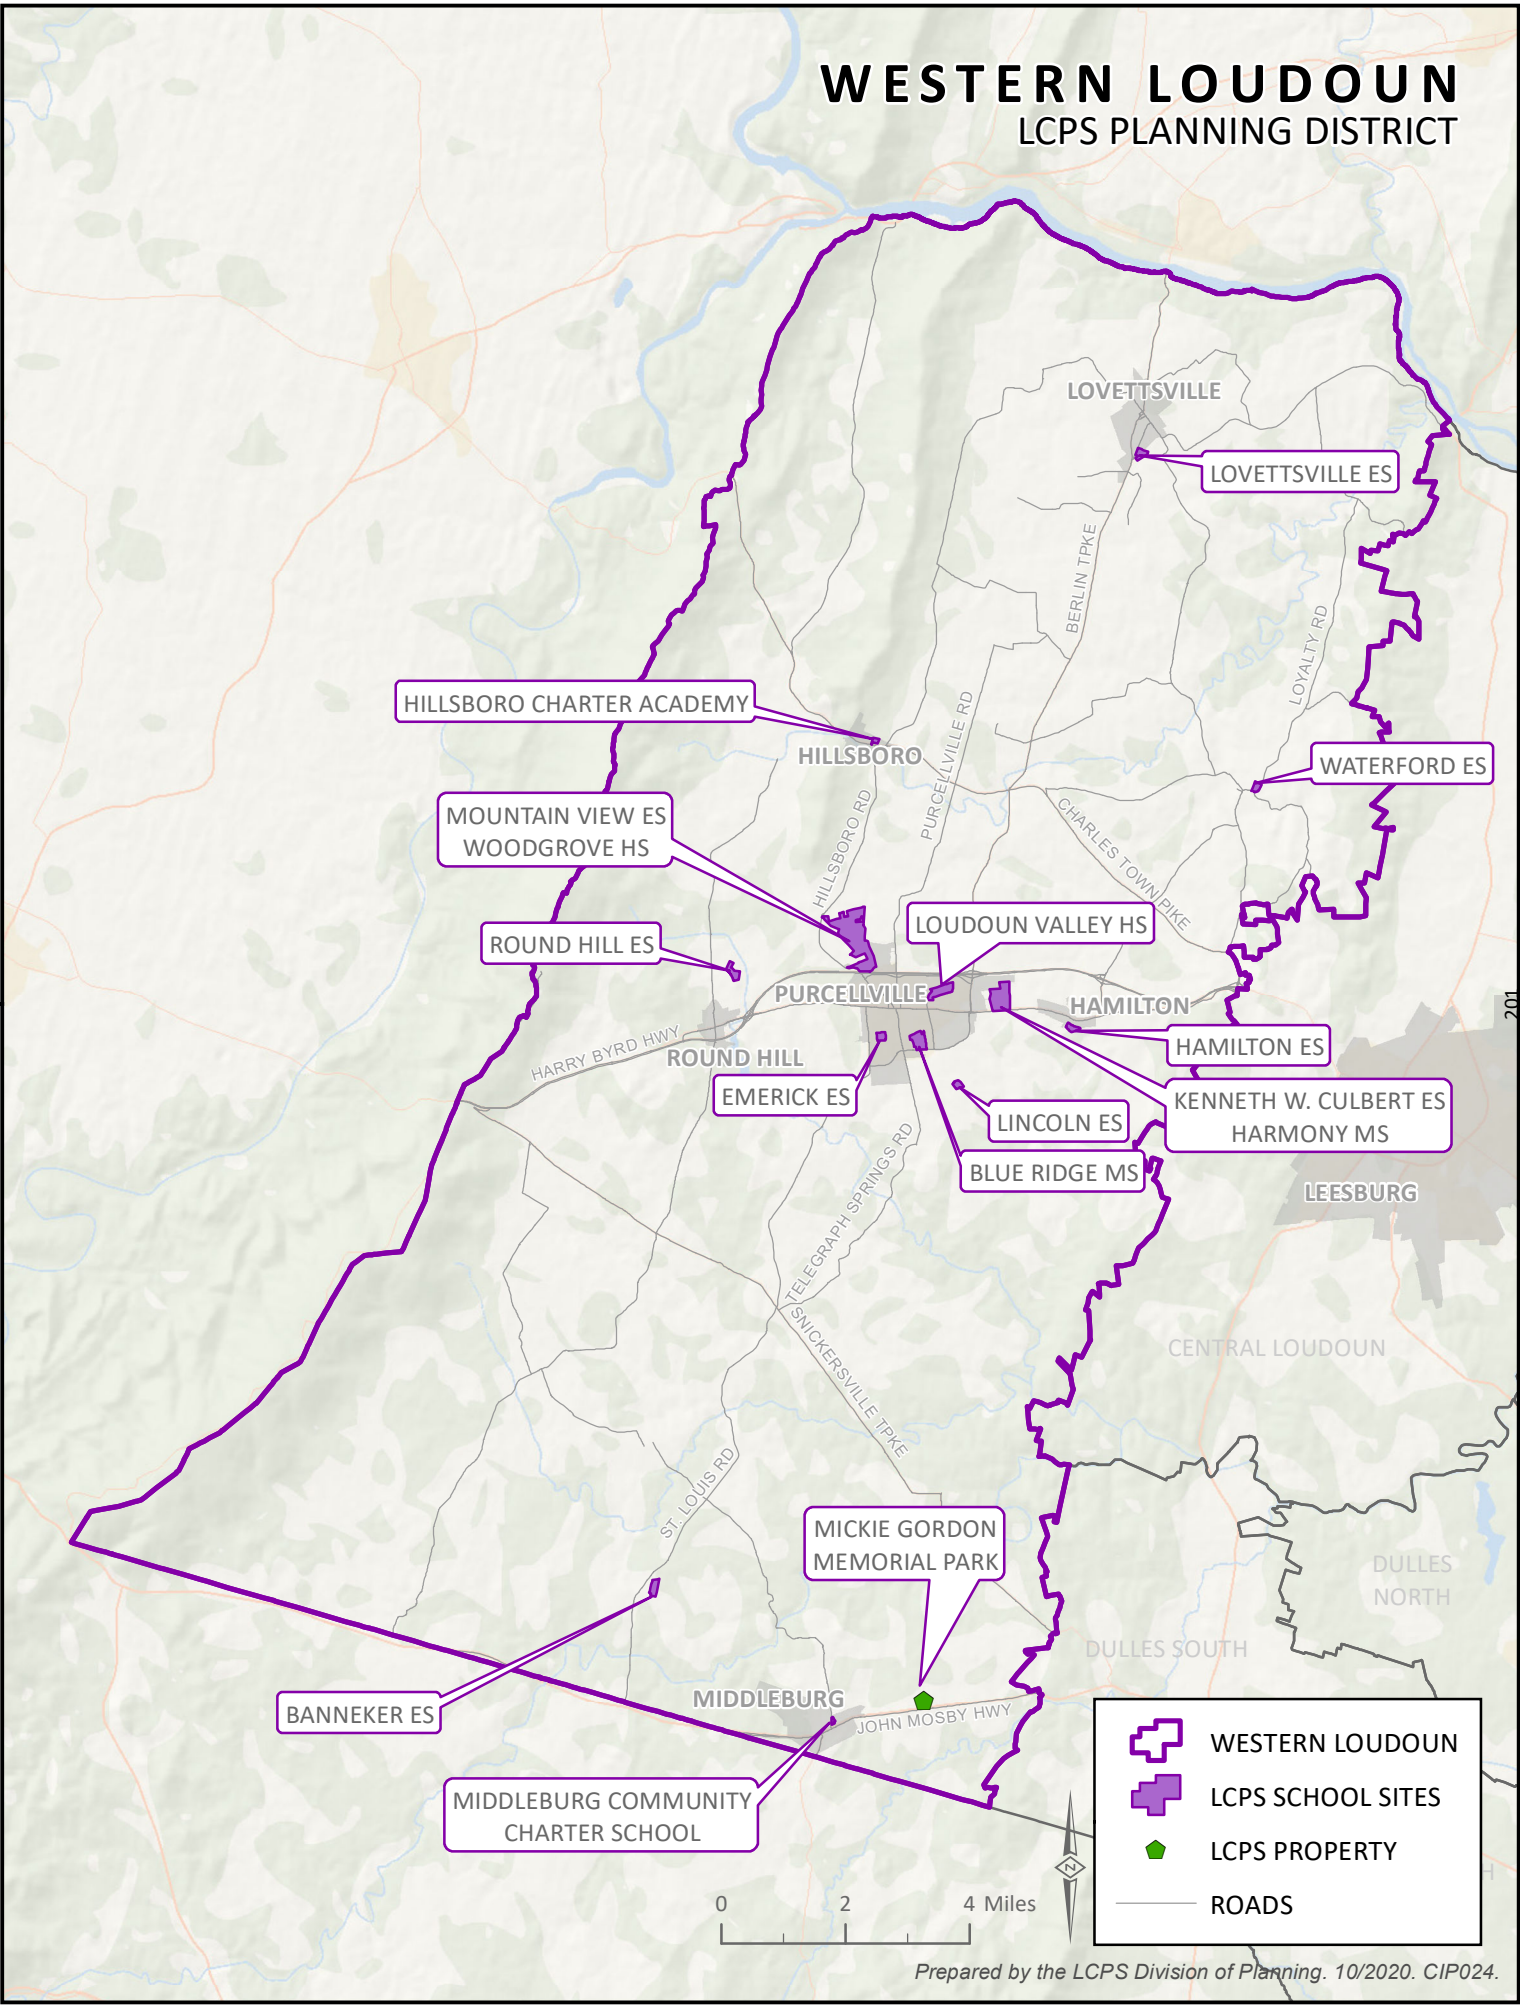 WESTERN LOUDOUN
LCPS PLANNING DISTRICT
LOVETTSVILLE
LOVETTSVILLE ES
BERLIN TPKE
LOYALTY RD
HILLSBORO CHARTER ACADEMY
HILLSBORO
PURCELLVILLE RD
WATERFORD ES
MOUNTAIN VIEW ES
WOODGROVE HS
HILLSBORO RD
CHARLES TOWN PIKE
LOUDOUN VALLEY HS
ROUND HILL ES
PURCELLVILLE
HAMILTON
201
HARRY BYRD HWY
ROUND HILL
HAMILTON ES
EMERICK ES
LINCOLN ES
KENNETH W. CULBERT ES
HARMONY MS
BLUE RIDGE MS
LEESBURG
TELEGRAPH SPRINGS RD
SNICKERSVILLE TPKE
CENTRAL LOUDOUN
ST. LOUIS RD
MICKIE GORDON
MEMORIAL PARK
DULLES
NORTH
DULLES SOUTH
BANNEKER ES
MIDDLEBURG
JOHN MOSBY HWY
MIDDLEBURG COMMUNITY
CHARTER SCHOOL
WESTERN LOUDOUN
LCPS SCHOOL SITES
LCPS PROPERTY
ROADS
N
0 2 4 Miles
Prepared by the LCPS Division of Planning. 10/2020. CIP024.